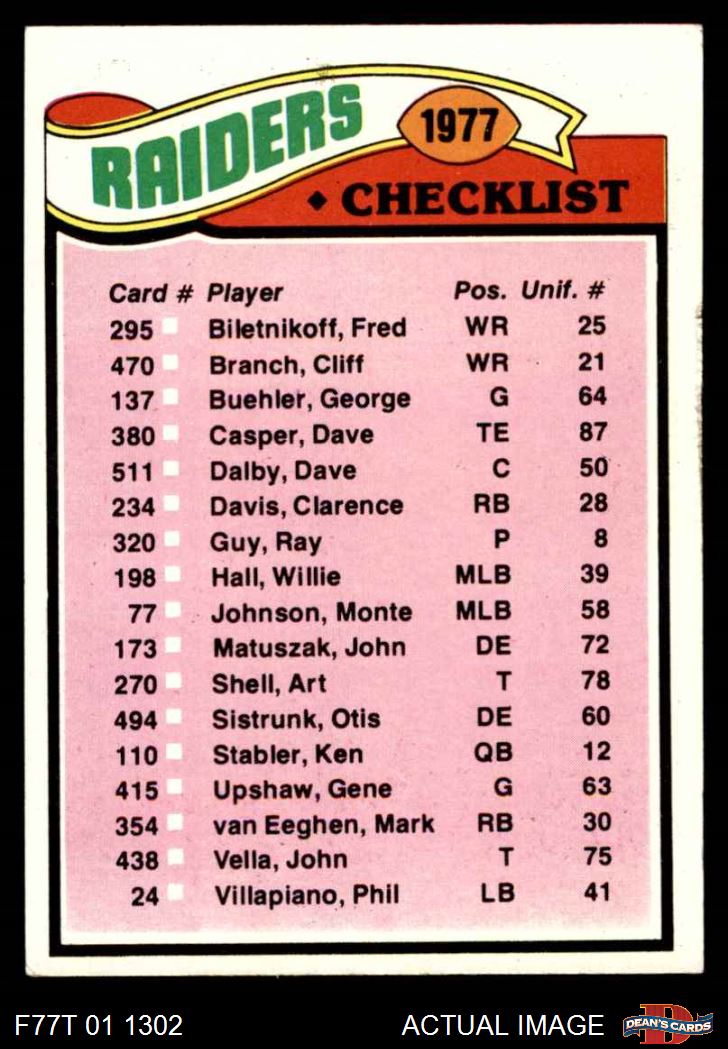 RAIDERS
1977
♦ CHECKLIST
Card # Player Pos. Unif. #
295 Biletnikoff, Fred WR 25
470 Branch, Cliff WR 21
137 Buehler, George G 64
380 Casper, Dave TE 87
511 Dalby, Dave C 50
234 Davis, Clarence RB 28
320 Guy, Ray P 8
198 Hall, Willie MLB 39
77 Johnson, Monte MLB 58
173 Matuszak, John DE 72
270 Shell, Art T 78
494 Sistrunk, Otis DE 60
110 Stabler, Ken QB 12
415 Upshaw, Gene G 63
354 van Eeghen, Mark RB 30
438 Vella, John T 75
24 Villapiano, Phil LB 41
F77T 01 1302 ACTUAL IMAGE
D
DEAN'S CARDS